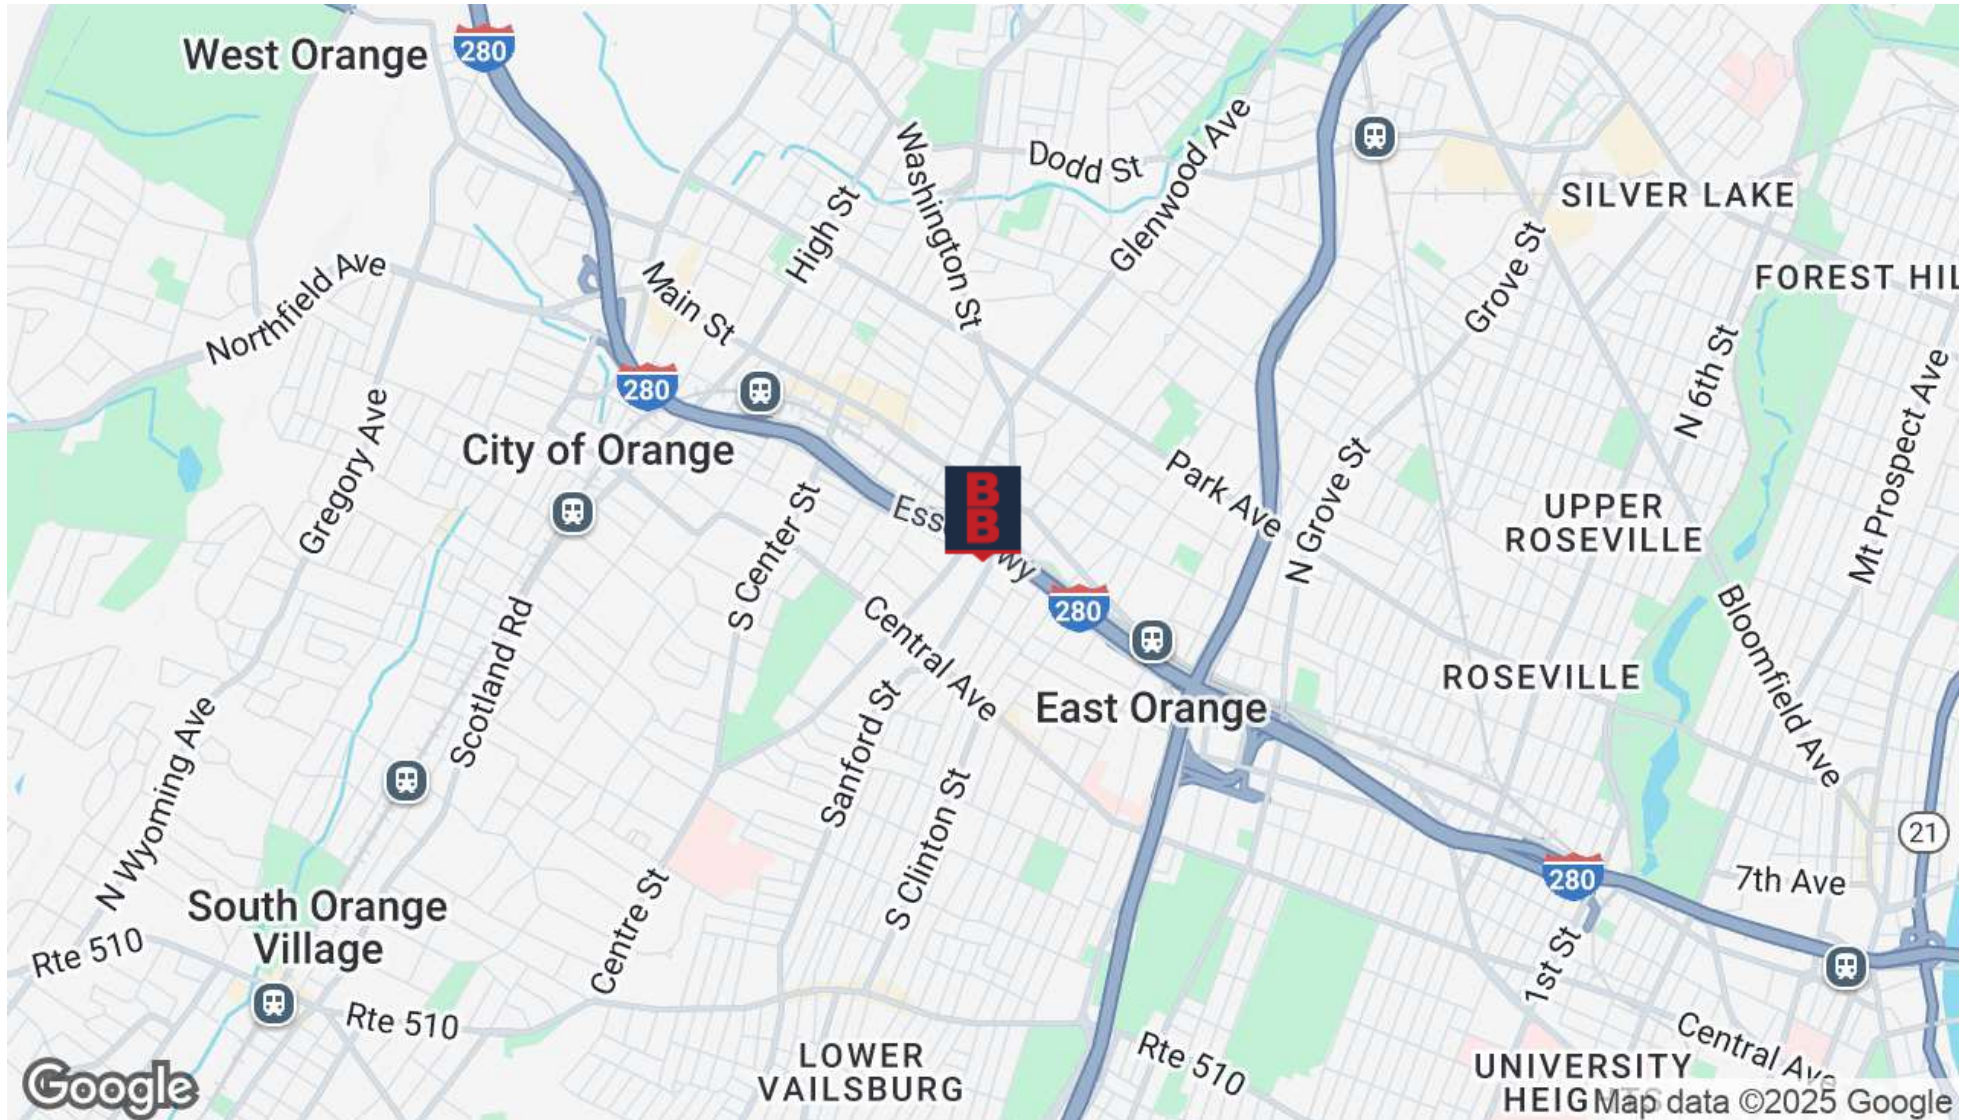 West Orange
280
Dodd St
Washington St
Glenwood Ave
High St
SILVER LAKE
Grove St
Northfield Ave
Main St
FOREST HIL
N 6th St
Mt Prospect Ave
280
Gregory Ave
City of Orange
Park Ave
N Grove St
B
B
UPPER
ROSEVILLE
S Center St
Ess
wy
280
Bloomfield Ave
Central Ave
Scotland Rd
ROSEVILLE
East Orange
Sanford St
N Wyoming Ave
S Clinton St
21
7th Ave
280
South Orange
Village
Centre St
Rte 510
1st St
Rte 510
Rte 510
Central Ave
LOWER
VAILSBURG
UNIVERSITY
HEIGHTS
Google
Map data ©2025 Google